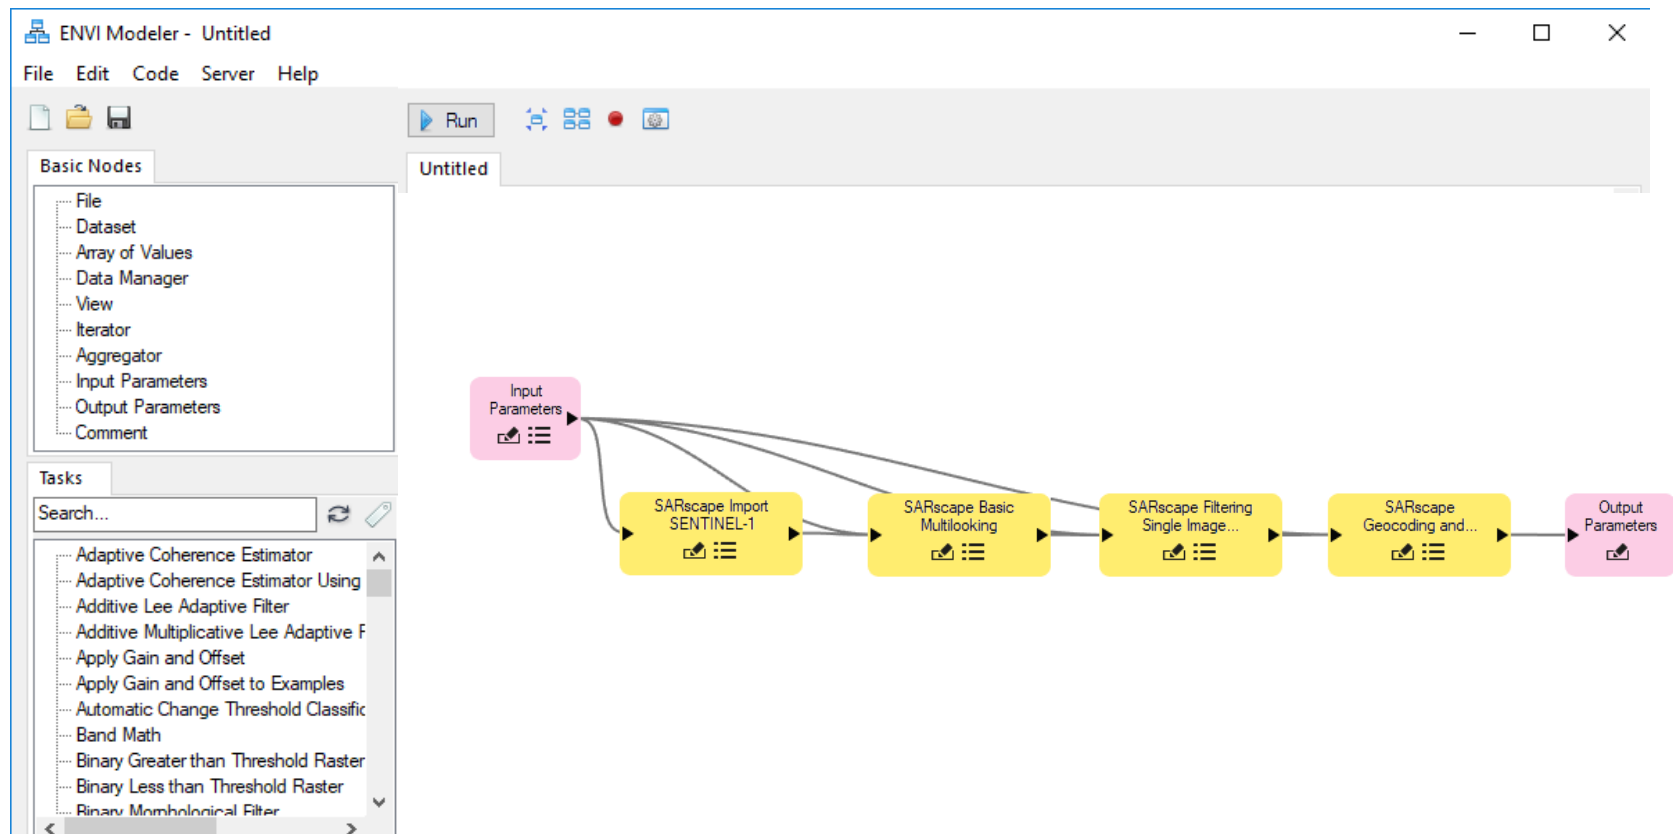 ENVI Modeler - Untitled
File Edit Code Server Help
Run
Basic Nodes
Untitled
File
Dataset
Array of Values
Data Manager
View
Iterator
Aggregator
Input Parameters
Output Parameters
Comment
Tasks
Search...
Adaptive Coherence Estimator
Adaptive Coherence Estimator Using
Additive Lee Adaptive Filter
Additive Multiplicative Lee Adaptive F
Apply Gain and Offset
Apply Gain and Offset to Examples
Automatic Change Threshold Classific
Band Math
Binary Greater than Threshold Raster
Binary Less than Threshold Raster
Binary Morphological Filter
Input
Parameters
SARscape Import
SENTINEL-1
SARscape Basic
Multilooking
SARscape Filtering
Single Image...
SARscape
Geocoding and...
Output
Parameters